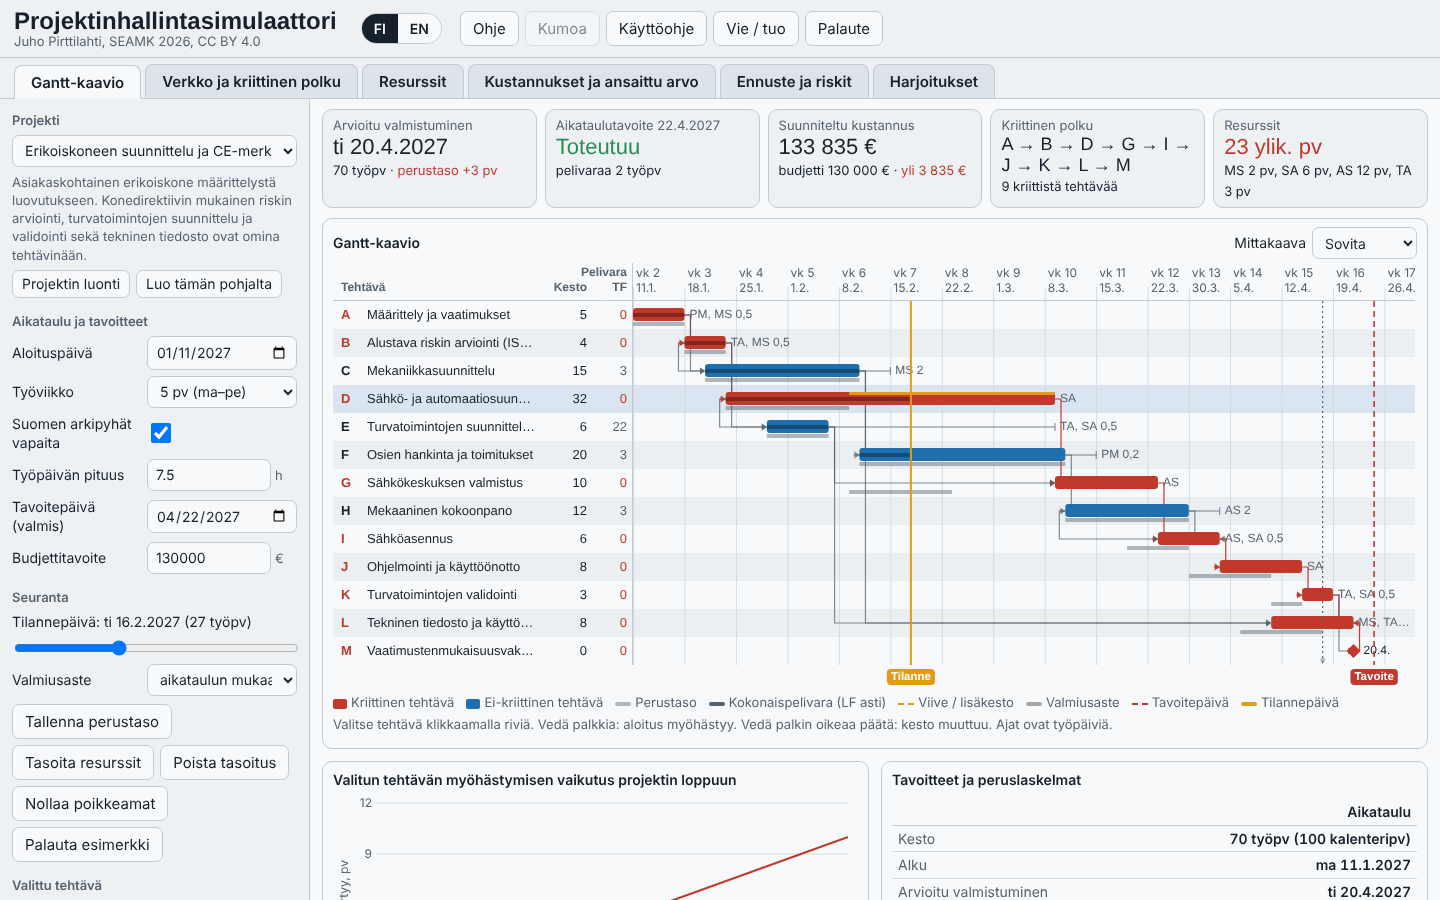 Projektinhallintasimulaattori
Juho Pirttilahti, SEAMK 2026, CC BY 4.0
FI EN Ohje Kumoa Käyttöohje Vie / tuo Palaute
Gantt-kaavio Verkko ja kriittinen polku Resurssit Kustannukset ja ansaittu arvo Ennuste ja riskit Harjoitukset
Projekti
Erikoiskoneen suunnittelu ja CE-merk
Asiakaskohtainen erikoiskone määrittelystä
luovutukseen. Konedirektiivin mukainen riskin
arviointi, turvatoimintojen suunnittelu ja
validointi sekä tekninen tiedosto ovat omina
tehtävinään.
Projektin luonti Luo tämän pohjalta
Aikataulu ja tavoitteet
Aloituspäivä 01/11/2027
Työviikko 5 pv (ma–pe)
Suomen arkipyhät
vapaita
Työpäivän pituus 7.5 h
Tavoitepäivä
(valmis) 04/22/2027
Budjettitavoite 130000 €
Seuranta
Tilannepäivä: ti 16.2.2027 (27 työpv)
Valmiusaste aikataulun mukaa
Tallenna perustaso
Tasoita resurssit Poista tasoitus
Nollaa poikkeamat
Palauta esimerkki
Valittu tehtävä
Arvioitu valmistuminen
ti 20.4.2027
70 työpv · perustaso +3 pv
Aikataulutavoite 22.4.2027
Toteutuu
pelivaraa 2 työpv
Suunniteltu kustannus
133 835 €
budjetti 130 000 € · yli 3 835 €
Kriittinen polku
A → B → D → G → I →
J → K → L → M
9 kriittistä tehtävää
Resurssit
23 ylik. pv
MS 2 pv, SA 6 pv, AS 12 pv, TA
3 pv
Gantt-kaavio Mittakaava Sovita
Pelivara vk 2 vk 3 vk 4 vk 5 vk 6 vk 7 vk 8 vk 9 vk 10 vk 11 vk 12 vk 13 vk 14 vk 15 vk 16 vk 17
Tehtävä Kesto TF 11.1. 18.1. 25.1. 1.2. 8.2. 15.2. 22.2. 1.3. 8.3. 15.3. 22.3. 30.3. 5.4. 12.4. 19.4. 26.4.
A Määrittely ja vaatimukset 5 0 PM, MS 0,5
B Alustava riskin arviointi (IS… 4 0 TA, MS 0,5
C Mekaniikkasuunnittelu 15 3 MS 2
D Sähkö- ja automaatiosuun… 32 0 SA
E Turvatoimintojen suunnittel… 6 22 TA, SA 0,5
F Osien hankinta ja toimitukset 20 3 PM 0,2
G Sähkökeskuksen valmistus 10 0 AS
H Mekaaninen kokoonpano 12 3 AS 2
I Sähköasennus 6 0 AS, SA 0,5
J Ohjelmointi ja käyttöönotto 8 0 SA
K Turvatoimintojen validointi 3 0 TA, SA 0,5
L Tekninen tiedosto ja käyttö… 8 0 MS, TA…
M Vaatimustenmukaisuusvak… 0 0 20.4.
Tilanne Tavoite
Kriittinen tehtävä Ei-kriittinen tehtävä Perustaso Kokonaispelivara (LF asti) Viive / lisäkesto Valmiusaste Tavoitepäivä Tilannepäivä
Valitse tehtävä klikkaamalla riviä. Vedä palkkia: aloitus myöhästyy. Vedä palkin oikeaa päätä: kesto muuttuu. Ajat ovat työpäiviä.
Valitun tehtävän myöhästymisen vaikutus projektin loppuun
12
9
Tavoitteet ja peruslaskelmat
Aikataulu
Kesto 70 työpv (100 kalenteripv)
Alku ma 11.1.2027
Arvioitu valmistuminen ti 20.4.2027